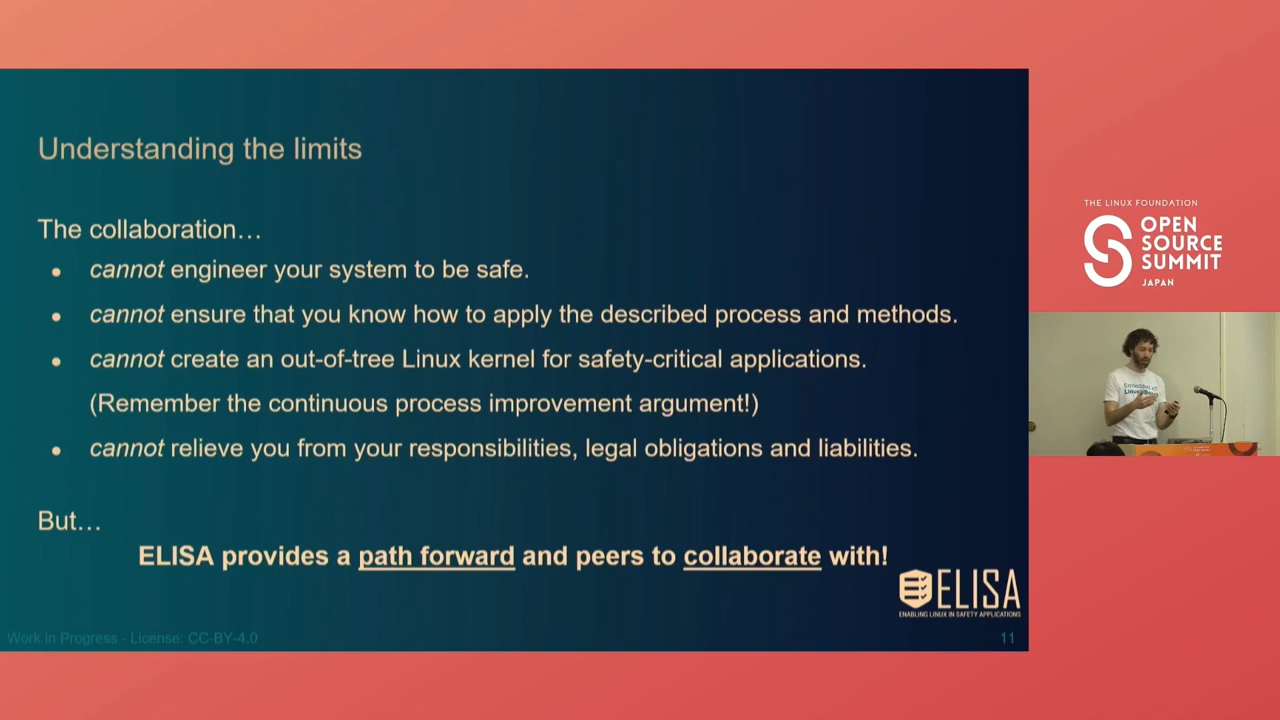 Understanding the limits
The collaboration…
● cannot engineer your system to be safe.
● cannot ensure that you know how to apply the described process and methods.
● cannot create an out-of-tree Linux kernel for safety-critical applications.
(Remember the continuous process improvement argument!)
● cannot relieve you from your responsibilities, legal obligations and liabilities.
But…
ELISA provides a path forward and peers to collaborate with!
ELISA
ENABLING LINUX IN SAFETY APPLICATIONS
Work in Progress - License: CC-BY-4.0
11
THE LINUX FOUNDATION
OPEN
SOURCE
SUMMIT
JAPAN